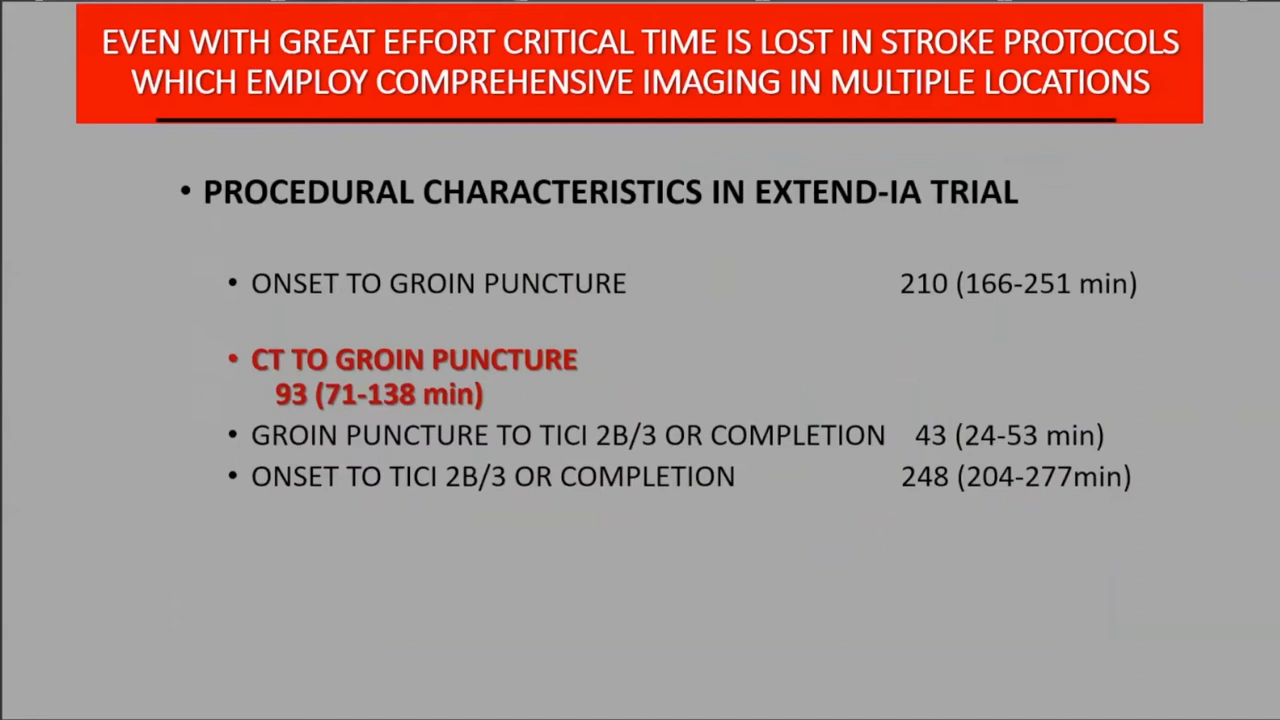 EVEN WITH GREAT EFFORT CRITICAL TIME IS LOST IN STROKE PROTOCOLS
WHICH EMPLOY COMPREHENSIVE IMAGING IN MULTIPLE LOCATIONS
• PROCEDURAL CHARACTERISTICS IN EXTEND-IA TRIAL
• ONSET TO GROIN PUNCTURE 210 (166-251 min)
• CT TO GROIN PUNCTURE
93 (71-138 min)
• GROIN PUNCTURE TO TICI 2B/3 OR COMPLETION 43 (24-53 min)
• ONSET TO TICI 2B/3 OR COMPLETION 248 (204-277min)